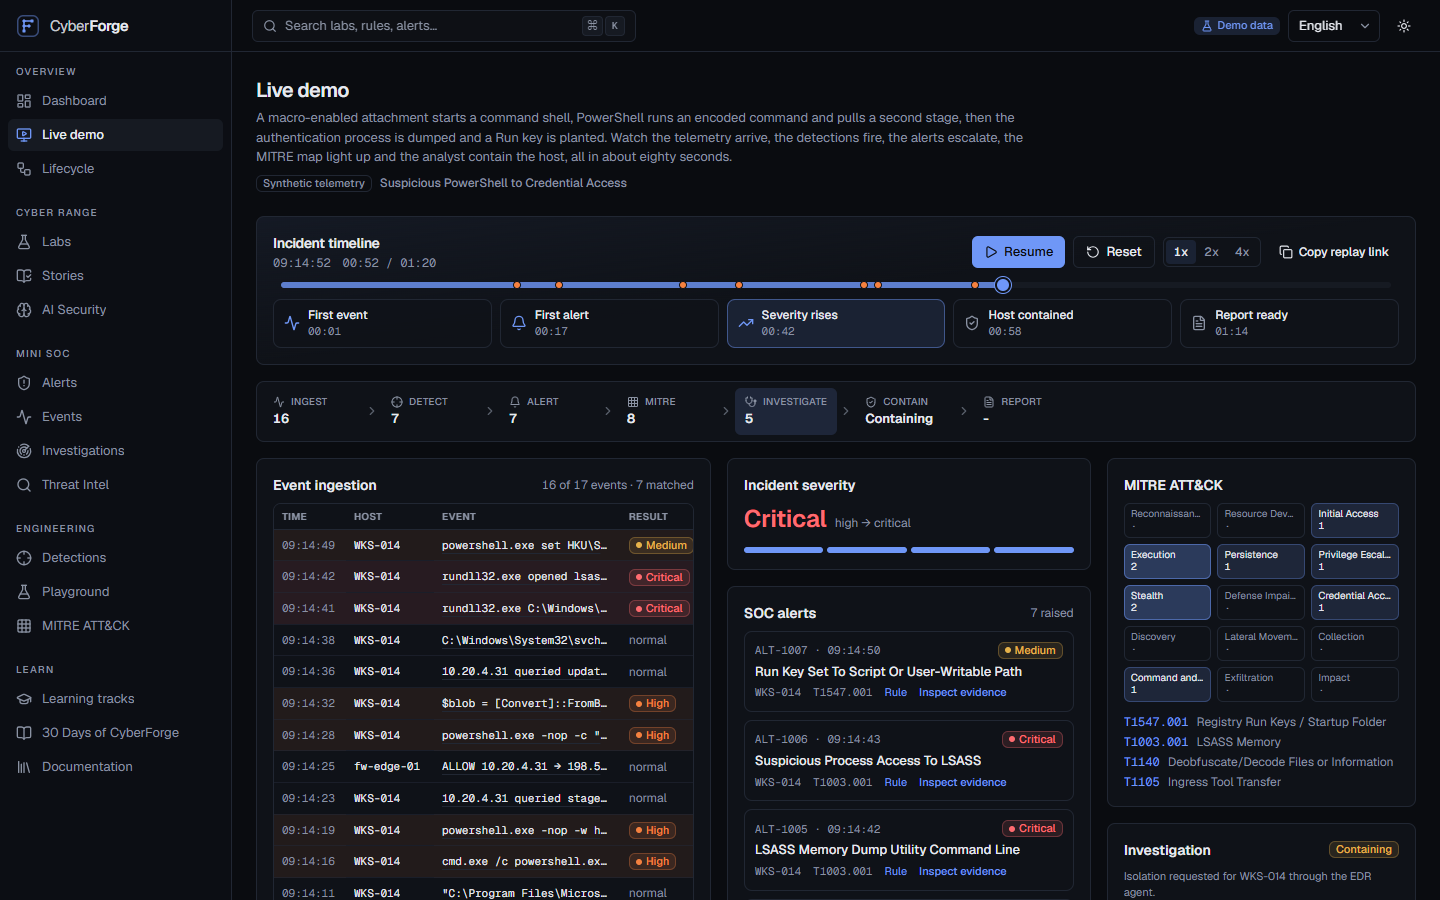 CyberForge
Search labs, rules, alerts...
⌘ K
Demo data
English
OVERVIEW
Dashboard
Live demo
Lifecycle
CYBER RANGE
Labs
Stories
AI Security
MINI SOC
Alerts
Events
Investigations
Threat Intel
ENGINEERING
Detections
Playground
MITRE ATT&CK
LEARN
Learning tracks
30 Days of CyberForge
Documentation
Live demo
A macro-enabled attachment starts a command shell, PowerShell runs an encoded command and pulls a second stage, then the
authentication process is dumped and a Run key is planted. Watch the telemetry arrive, the detections fire, the alerts escalate, the
MITRE map light up and the analyst contain the host, all in about eighty seconds.
Synthetic telemetry Suspicious PowerShell to Credential Access
Incident timeline
09:14:52 00:52 / 01:20
Resume
Reset
1x 2x 4x
Copy replay link
First event
00:01
First alert
00:17
Severity rises
00:42
Host contained
00:58
Report ready
01:14
INGEST
16
DETECT
7
ALERT
7
MITRE
8
INVESTIGATE
5
CONTAIN
Containing
REPORT
-
Event ingestion
16 of 17 events · 7 matched
TIME HOST EVENT RESULT
09:14:49 WKS-014 powershell.exe set HKU\S… Medium
09:14:42 WKS-014 rundll32.exe opened lsas… Critical
09:14:41 WKS-014 rundll32.exe C:\Windows\… Critical
09:14:38 WKS-014 C:\Windows\System32\svch… normal
09:14:36 WKS-014 10.20.4.31 queried updat… normal
09:14:32 WKS-014 $blob = [Convert]::FromB… High
09:14:28 WKS-014 powershell.exe -nop -c "… High
09:14:25 fw-edge-01 ALLOW 10.20.4.31 → 198.5… normal
09:14:23 WKS-014 10.20.4.31 queried stage… normal
09:14:19 WKS-014 powershell.exe -nop -w h… High
09:14:16 WKS-014 cmd.exe /c powershell.ex… High
09:14:11 WKS-014 "C:\Program Files\Micros… normal
Incident severity
Critical high → critical
SOC alerts
7 raised
ALT-1007 · 09:14:50 Medium
Run Key Set To Script Or User-Writable Path
WKS-014 T1547.001 Rule Inspect evidence
ALT-1006 · 09:14:43 Critical
Suspicious Process Access To LSASS
WKS-014 T1003.001 Rule Inspect evidence
ALT-1005 · 09:14:42 Critical
LSASS Memory Dump Utility Command Line
WKS-014 T1003.001 Rule Inspect evidence
MITRE ATT&CK
Reconnaissan…
·
Resource Dev…
·
Initial Access
1
Execution
2
Persistence
1
Privilege Escal…
1
Stealth
2
Defense Impai…
·
Credential Acc…
1
Discovery
·
Lateral Movem…
·
Collection
·
Command and…
1
Exfiltration
·
Impact
·
T1547.001 Registry Run Keys / Startup Folder
T1003.001 LSASS Memory
T1140 Deobfuscate/Decode Files or Information
T1105 Ingress Tool Transfer
Investigation
Containing
Isolation requested for WKS-014 through the EDR
agent.